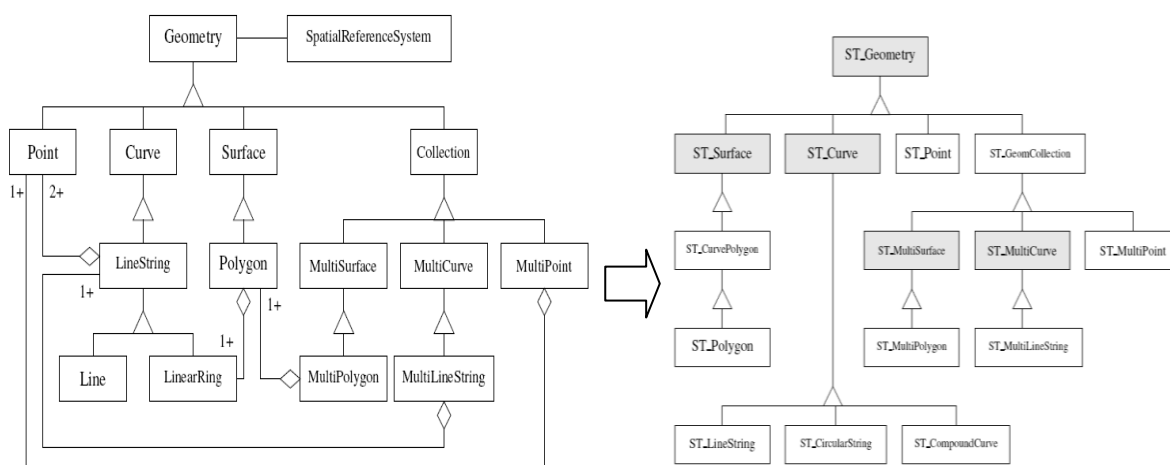 Geometry
SpatialReferenceSystem
Point
Curve
Surface
Collection
1+
2+
LineString
Polygon
MultiSurface
MultiCurve
MultiPoint
1+
1+
1+
Line
LinearRing
MultiPolygon
MultiLineString
ST_Geometry
ST_Surface
ST_Curve
ST_Point
ST_GeomCollection
ST_CurvePolygon
ST_MultiSurface
ST_MultiCurve
ST_MultiPoint
ST_Polygon
ST_MultiPolygon
ST_MultiLineString
ST_LineString
ST_CircularString
ST_CompoundCurve